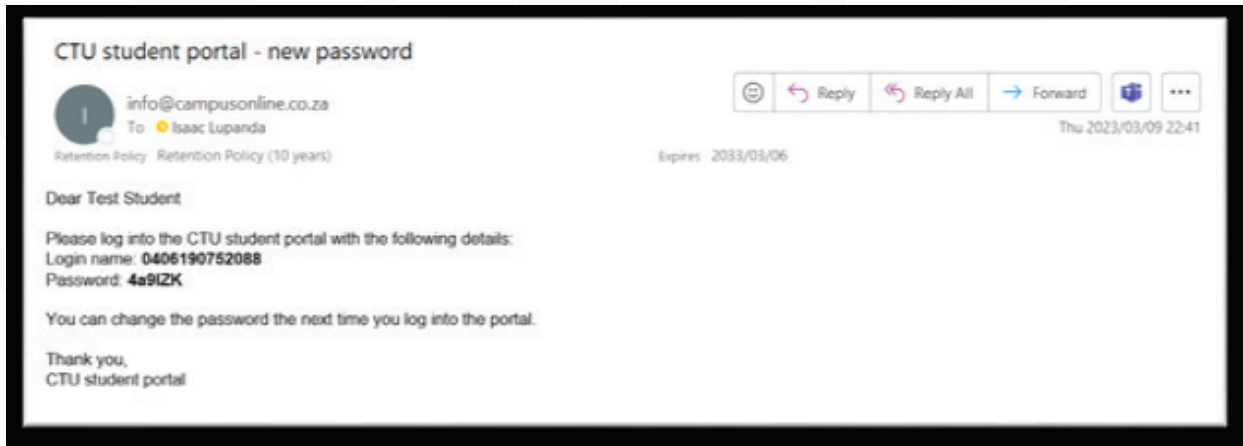 CTU student portal - new password
I
info@campusonline.co.za
Reply
Reply All
Forward
To Isaac Lupanda
Thu 2023/03/09 22:41
Retention Policy Retention Policy (10 years)
Expires 2033/03/06
Dear Test Student
Please log into the CTU student portal with the following details:
Login name: 0406190752088
Password: 4a9IZK
You can change the password the next time you log into the portal.
Thank you,
CTU student portal